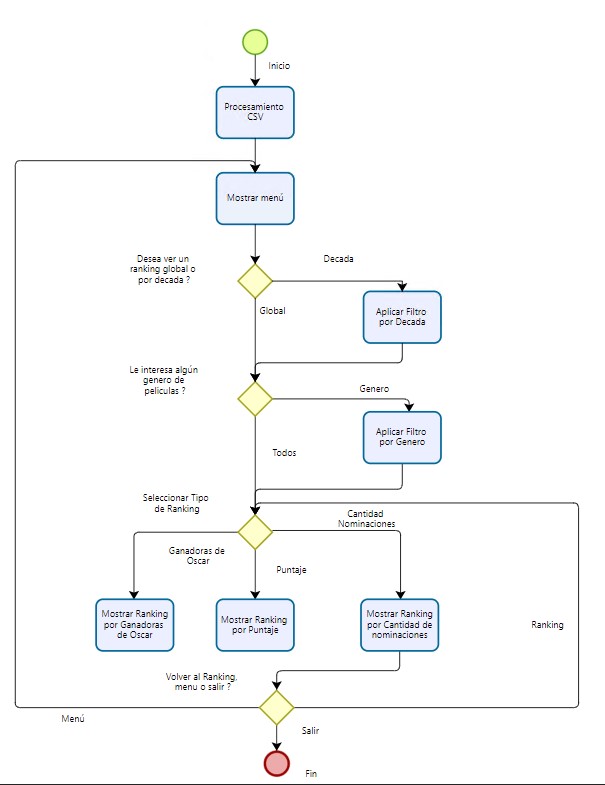 Inicio
Procesamiento
CSV
Mostrar menú
Desea ver un
ranking global o
por decada ?
Decada
Global
Aplicar Filtro
por Decada
Le interesa algún
genero de
peliculas ?
Genero
Aplicar Filtro
por Genero
Todos
Seleccionar Tipo
de Ranking
Cantidad
Nominaciones
Ganadoras de
Oscar
Puntaje
Mostrar Ranking
por Ganadoras
de Oscar
Mostrar Ranking
por Puntaje
Mostrar Ranking
por Cantidad de
nominaciones
Ranking
Volver al Ranking,
menu o salir ?
Menú
Salir
Fin